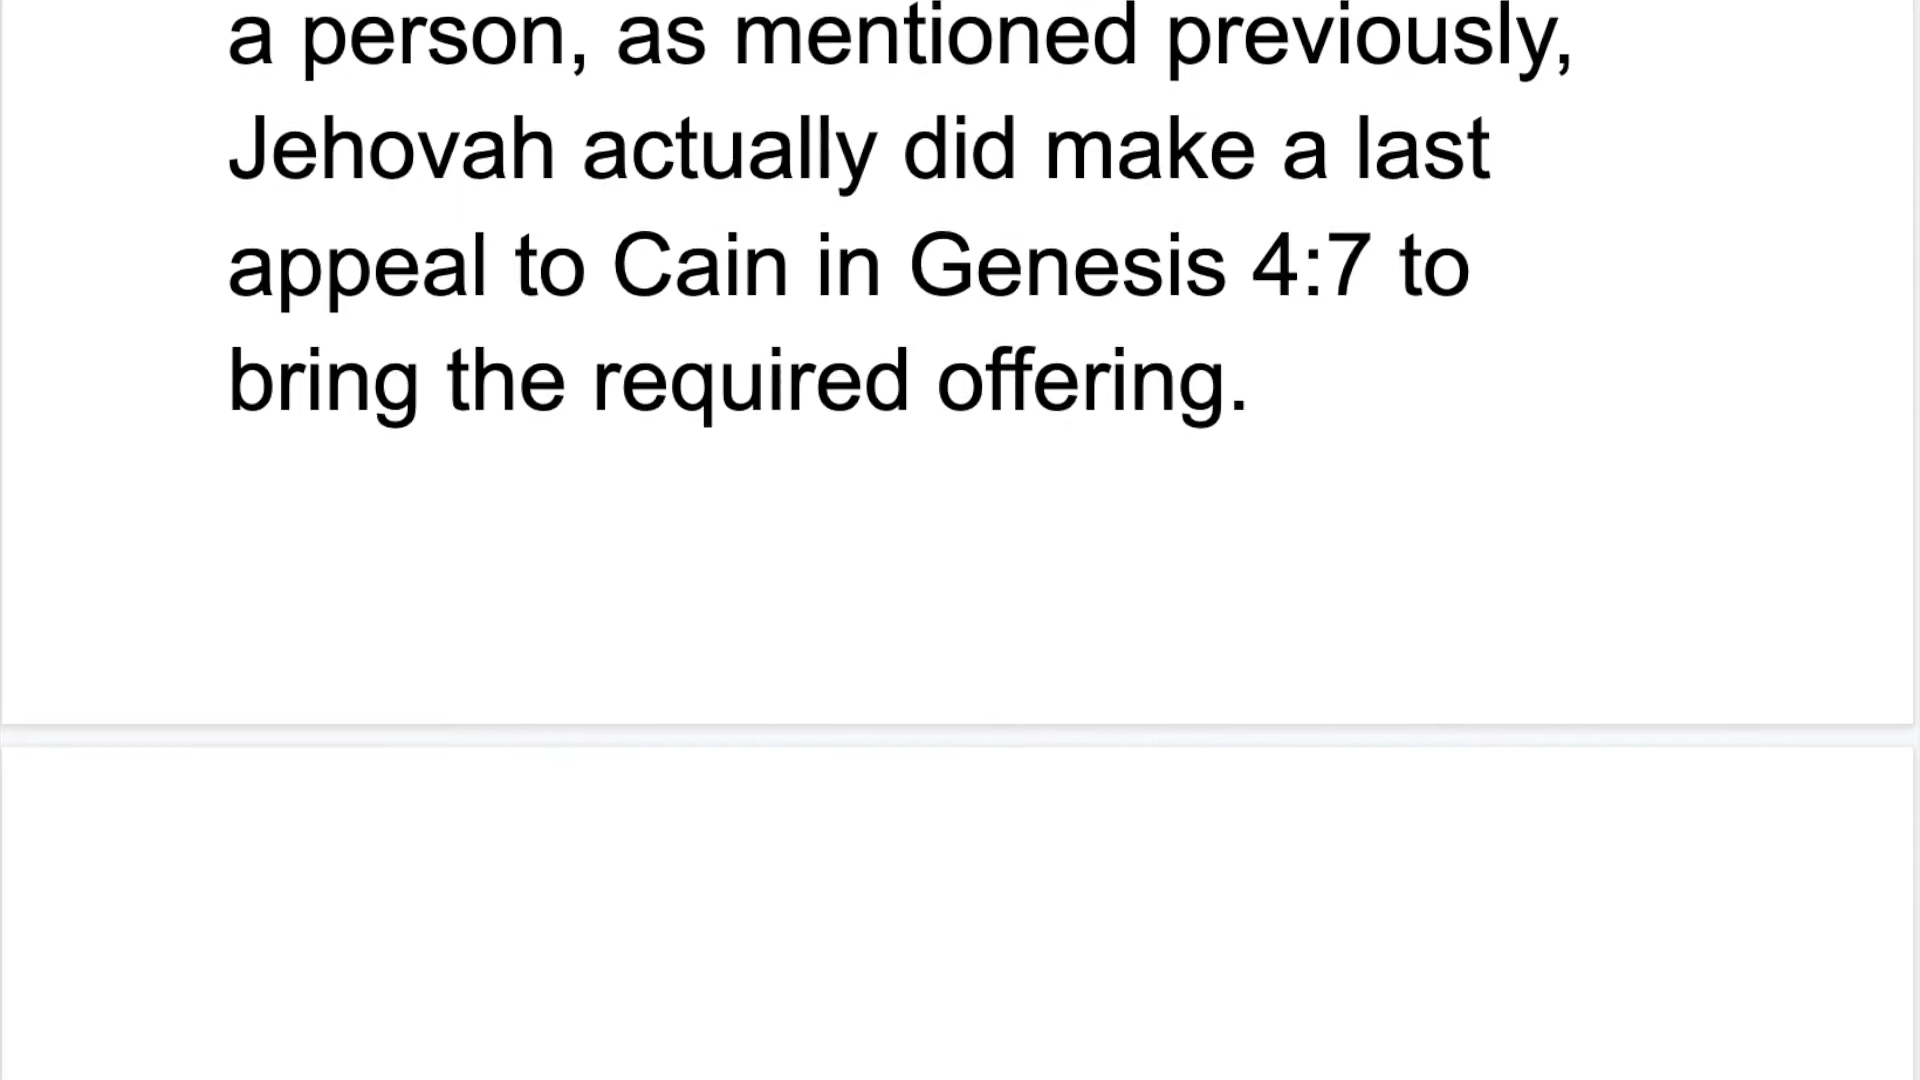 a person, as mentioned previously,
Jehovah actually did make a last
appeal to Cain in Genesis 4:7 to
bring the required offering.